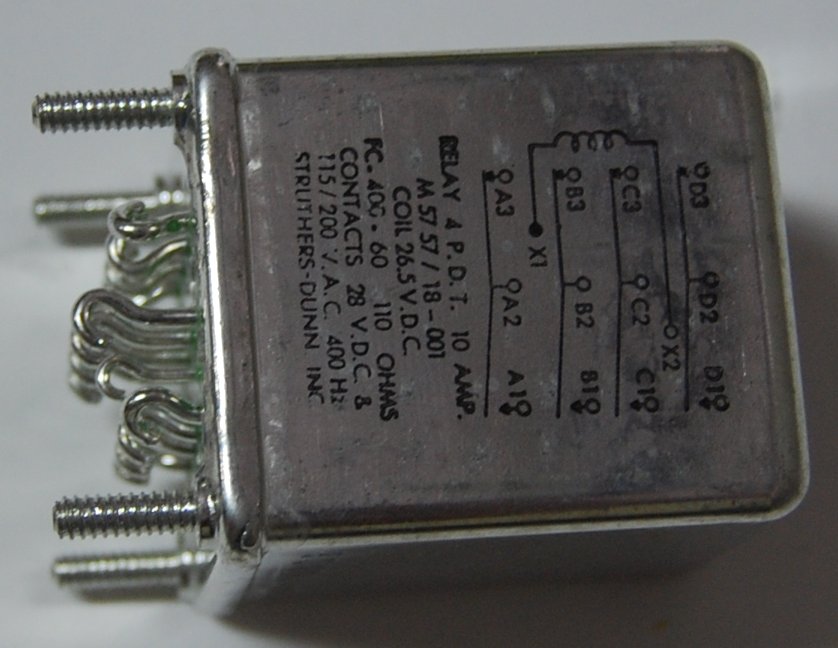 D3 D2 D1
X2
C3 C2 C1
B3 B2 B1
X1
A3 A2 A1
RELAY 4 P.D.T. 10 AMP.
M 5757/18-001
COIL 26.5 V.D.C.
FC-400-60 110 OHMS
CONTACTS 28 V.D.C. &
115/200 V.A.C. 400 Hz
STRUTHERS-DUNN INC.